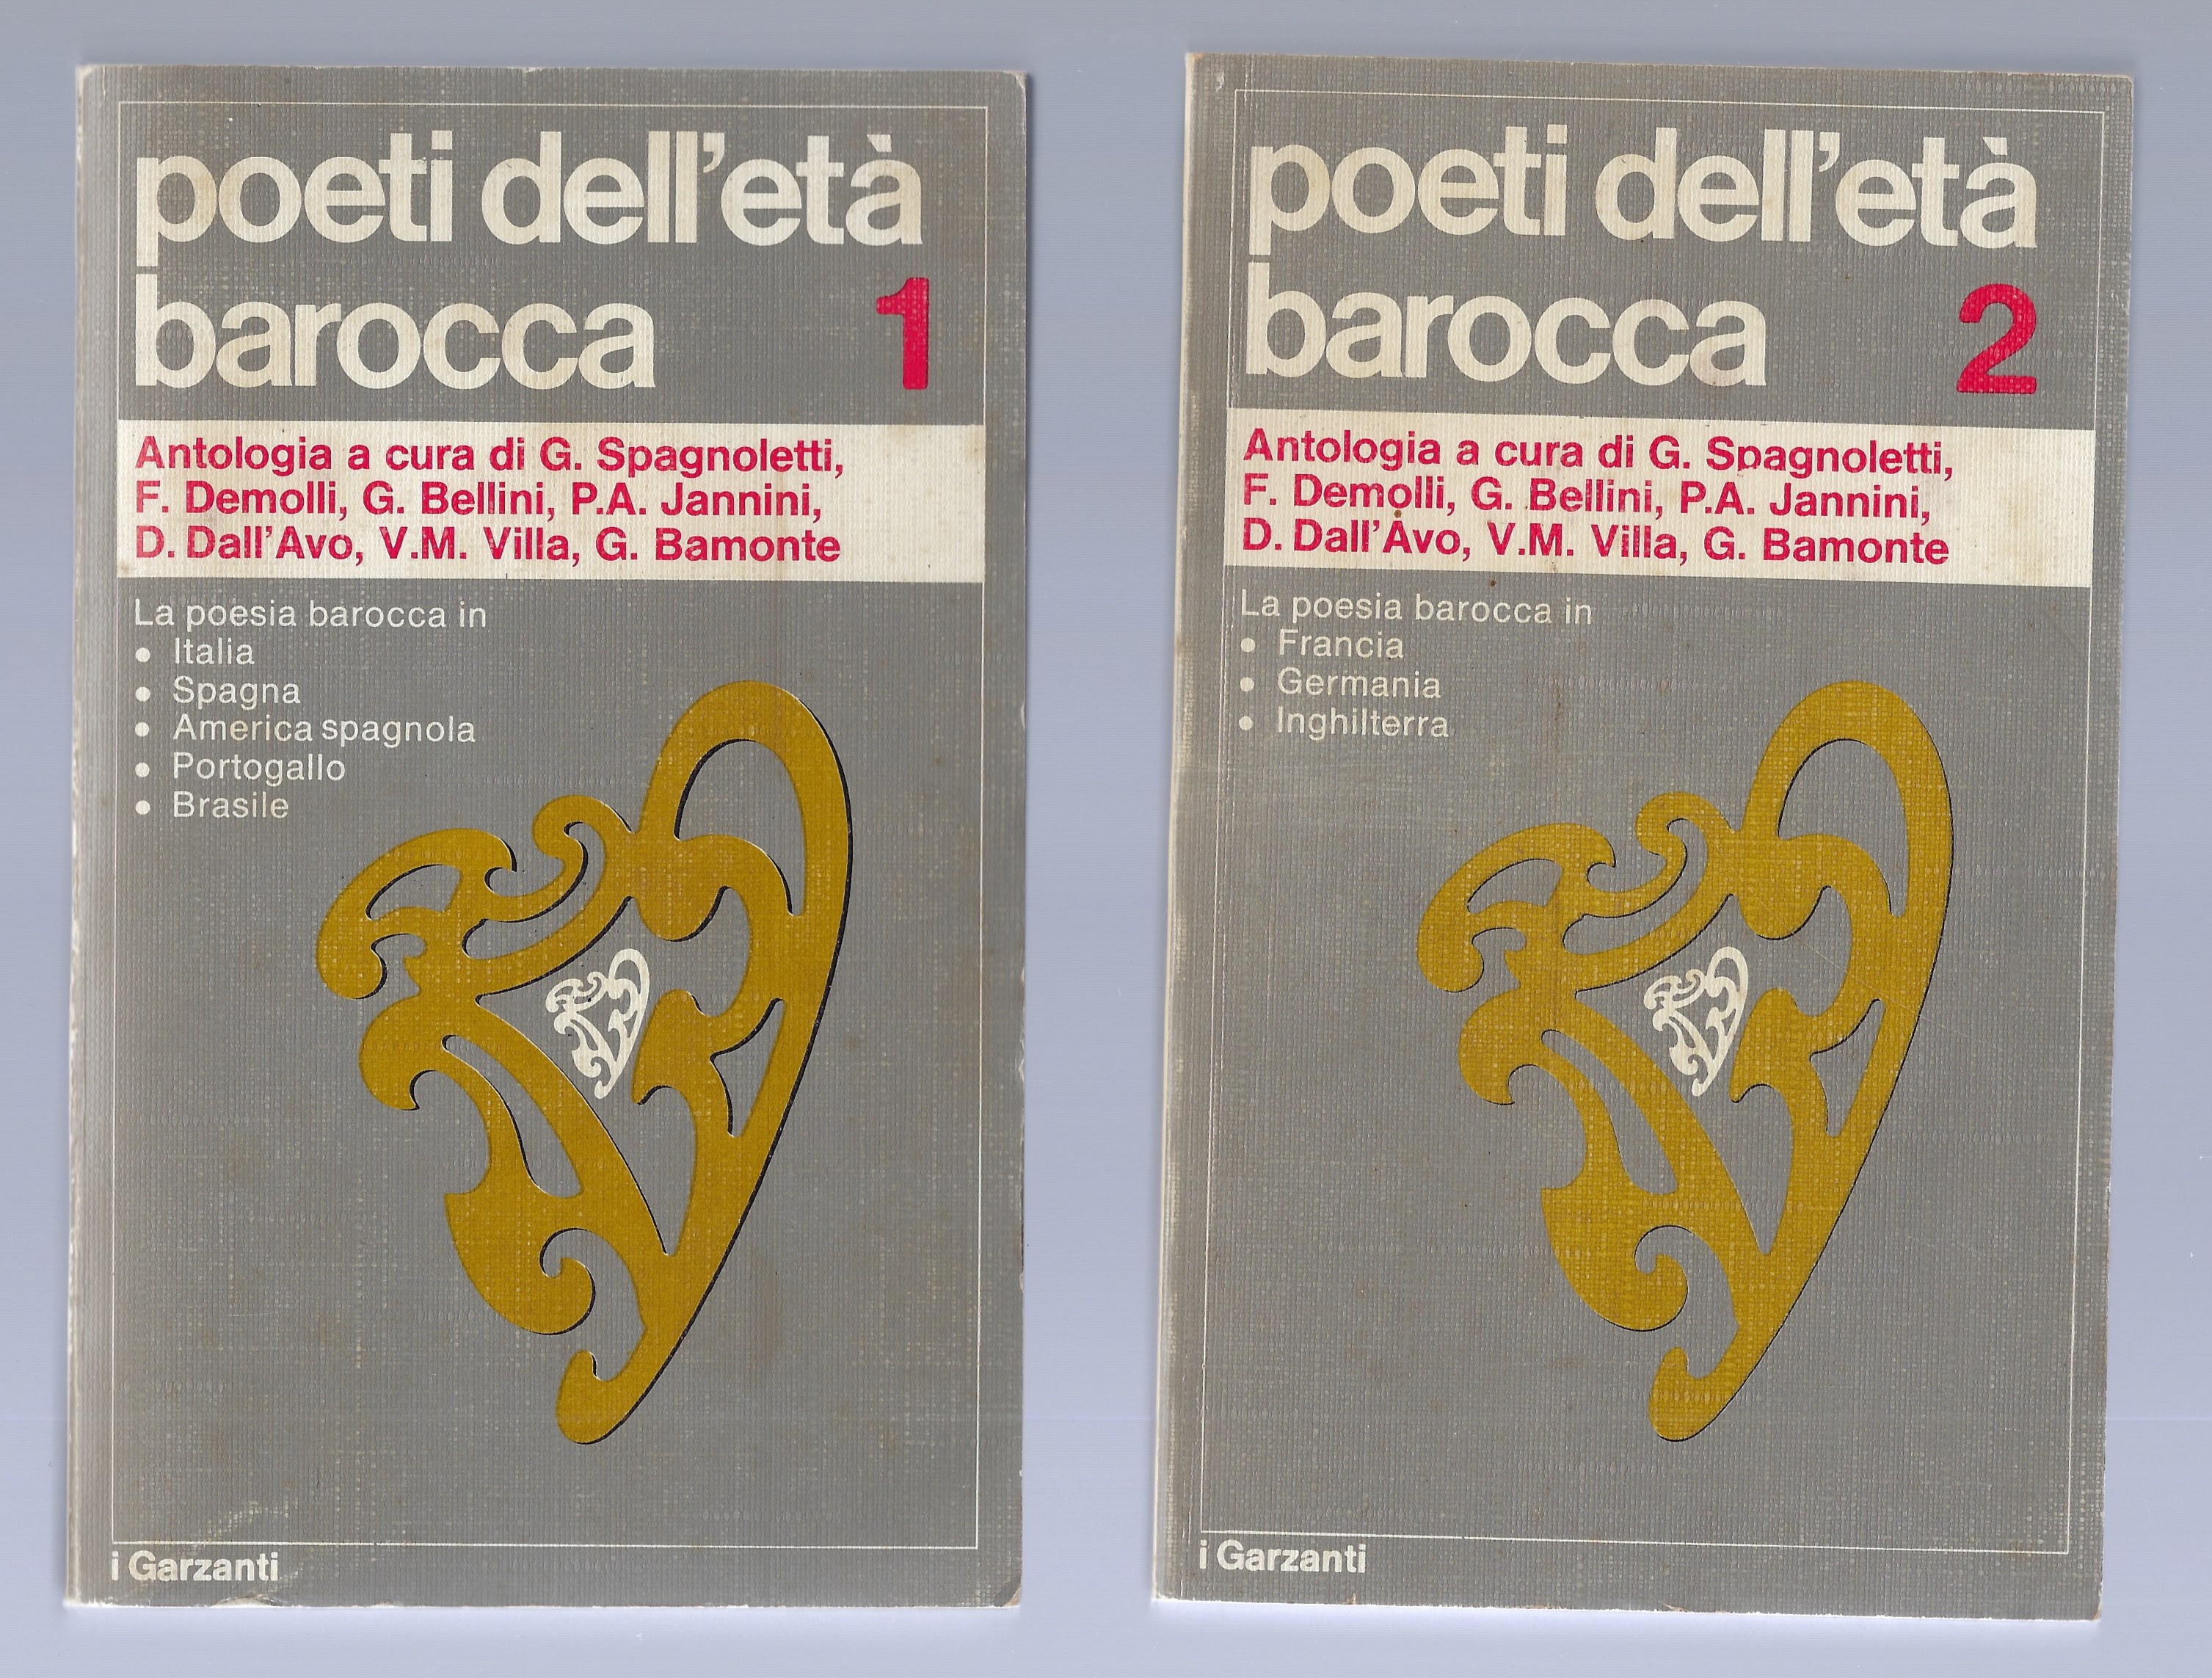 poeti dell'età
barocca 1
Antologia a cura di G. Spagnoletti,
F. Demolli, G. Bellini, P.A. Jannini,
D. Dall'Avo, V.M. Villa, G. Bamonte
La poesia barocca in
• Italia
• Spagna
• America spagnola
• Portogallo
• Brasile
i Garzanti
poeti dell'età
barocca 2
Antologia a cura di G. Spagnoletti,
F. Demolli, G. Bellini, P.A. Jannini,
D. Dall'Avo, V.M. Villa, G. Bamonte
La poesia barocca in
• Francia
• Germania
• Inghilterra
i Garzanti